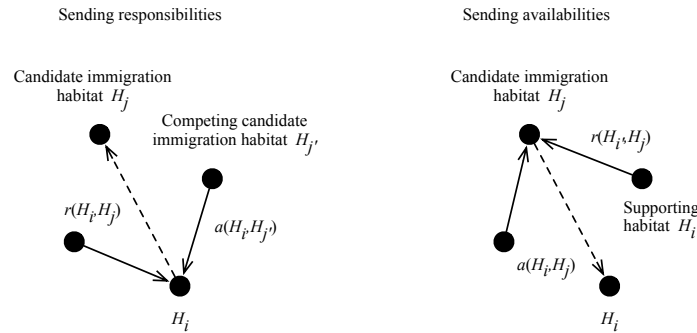 Sending responsibilities
Sending availabilities
Candidate immigration
habitat H_j
Competing candidate
immigration habitat H_j'
r(H_i,H_j)
a(H_i,H_j')
H_i
Candidate immigration
habitat H_j
r(H_i',H_j)
Supporting
habitat H_i
a(H_i,H_j)
H_i